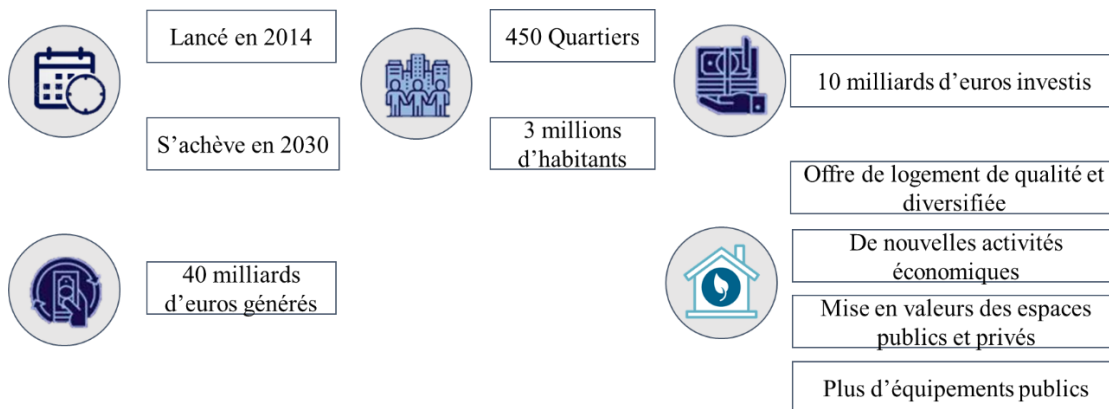 Lancé en 2014
S'achève en 2030
450 Quartiers
3 millions
d'habitants
10 milliards d'euros investis
40 milliards
d'euros générés
Offre de logement de qualité et
diversifiée
De nouvelles activités
économiques
Mise en valeurs des espaces
publics et privés
Plus d'équipements publics